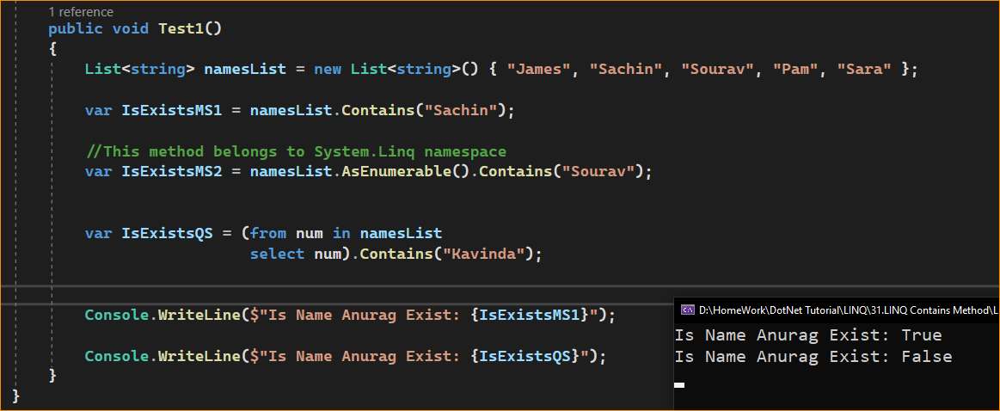 1 reference
public void Test1()
{
List<string> namesList = new List<string>() { "James", "Sachin", "Sourav", "Pam", "Sara" };
var IsExistsMS1 = namesList.Contains("Sachin");
//This method belongs to System.Linq namespace
var IsExistsMS2 = namesList.AsEnumerable().Contains("Sourav");
var IsExistsQS = (from num in namesList
select num).Contains("Kavinda");
Console.WriteLine($"Is Name Anurag Exist: {IsExistsMS1}");
Console.WriteLine($"Is Name Anurag Exist: {IsExistsQS}");
}
}
D:\HomeWork\DotNet Tutorial\LINQ\31.LINQ Contains Method\L
Is Name Anurag Exist: True
Is Name Anurag Exist: False